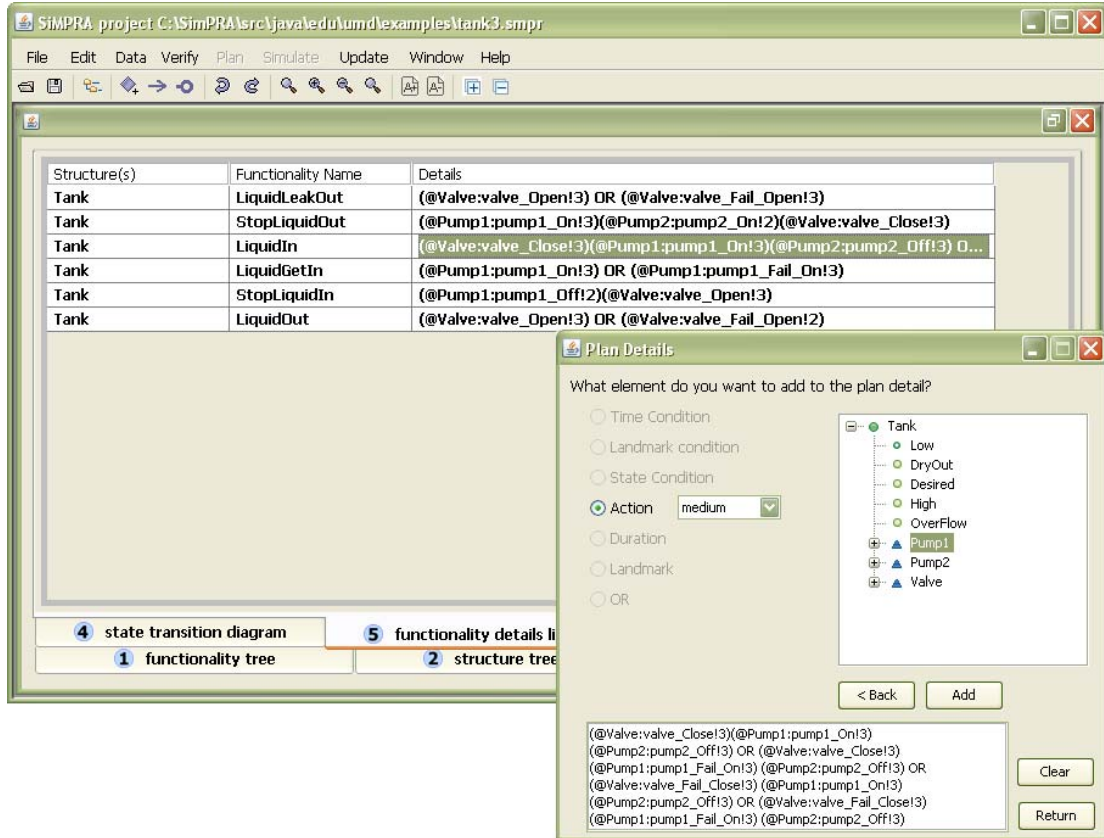 SiMPRA project C:\SimPRA\src\java\edu\umd\examples\tank3.smpr
File Edit Data Verify Plan Simulate Update Window Help
A+ A-
Structure(s) Functionality Name Details
Tank LiquidLeakOut (@Valve:valve_Open!3) OR (@Valve:valve_Fail_Open!3)
Tank StopLiquidOut (@Pump1:pump1_On!3)(@Pump2:pump2_On!2)(@Valve:valve_Close!3)
Tank LiquidIn (@Valve:valve_Close!3)(@Pump1:pump1_On!3)(@Pump2:pump2_Off!3) O...
Tank LiquidGetIn (@Pump1:pump1_On!3) OR (@Pump1:pump1_Fail_On!3)
Tank StopLiquidIn (@Pump1:pump1_Off!2)(@Valve:valve_Open!3)
Tank LiquidOut (@Valve:valve_Open!3) OR (@Valve:valve_Fail_Open!2)
4 state transition diagram 5 functionality details li
1 functionality tree 2 structure tree
Plan Details
What element do you want to add to the plan detail?
Time Condition
Landmark condition
State Condition
Action medium
Duration
Landmark
OR
Tank
Low
DryOut
Desired
High
OverFlow
Pump1
Pump2
Valve
< Back Add
(@Valve:valve_Close!3)(@Pump1:pump1_On!3)
(@Pump2:pump2_Off!3) OR (@Valve:valve_Close!3)
(@Pump1:pump1_Fail_On!3) (@Pump2:pump2_Off!3) OR
(@Valve:valve_Fail_Close!3) (@Pump1:pump1_On!3)
(@Pump2:pump2_Off!3) OR (@Valve:valve_Fail_Close!3)
(@Pump1:pump1_Fail_On!3) (@Pump2:pump2_Off!3)
Clear
Return